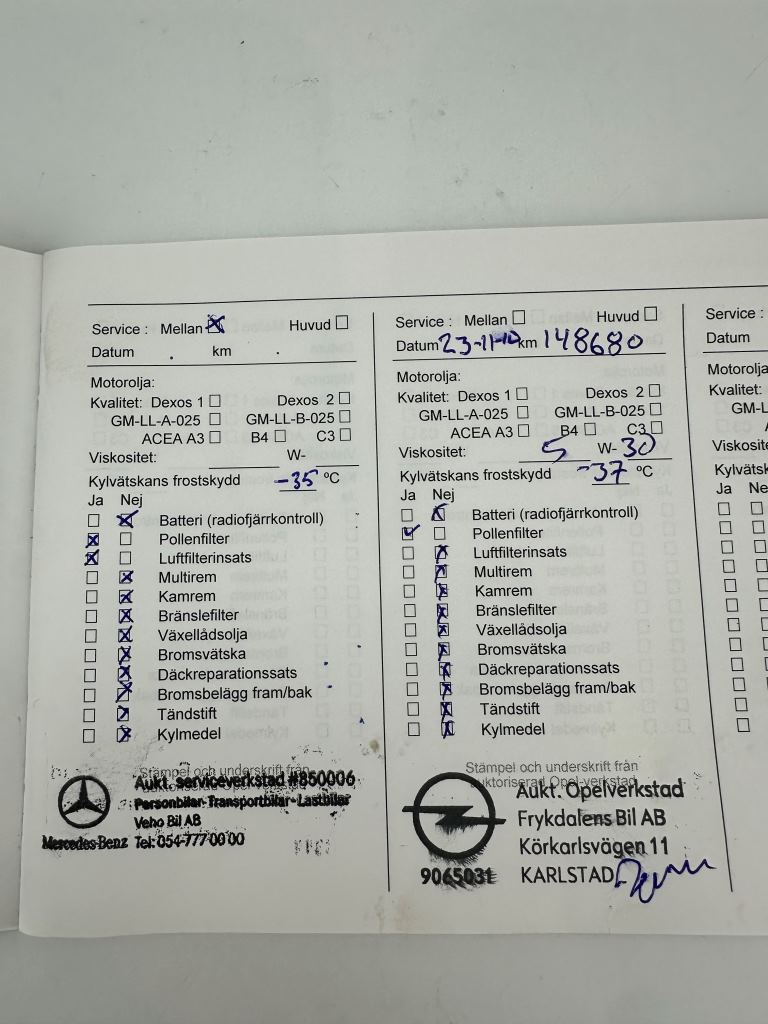 Service : Mellan ☒ Huvud ☐
Datum . km .
Motorolja:
Kvalitet: Dexos 1 ☐ Dexos 2 ☐
GM-LL-A-025 ☐ GM-LL-B-025 ☐
ACEA A3 ☐ B4 ☐ C3 ☐
Viskositet: W-
Kylvätskans frostskydd -35 °C
Ja Nej
☐ ☒ Batteri (radiofjärrkontroll)
☒ ☐ Pollenfilter
☒ ☐ Luftfilterinsats
☐ ☒ Multirem
☐ ☒ Kamrem
☐ ☒ Bränslefilter
☐ ☒ Växellådsolja
☐ ☒ Bromsvätska
☐ ☒ Däckreparationssats
☐ ☒ Bromsbelägg fram/bak
☐ ☒ Tändstift
☐ ☒ Kylmedel
Stämpel och underskrift från
Aukt. serviceverkstad #850006
Personbilar-Transportbilar-Lastbilar
Veho Bil AB
Mercedes-Benz Tel: 054-777 00 00
Service : Mellan ☐ Huvud ☐
Datum 23-11-10 km 148680
Motorolja:
Kvalitet: Dexos 1 ☐ Dexos 2 ☐
GM-LL-A-025 ☐ GM-LL-B-025 ☐
ACEA A3 ☐ B4 ☐ C3 ☐
Viskositet: 5 W-30
Kylvätskans frostskydd -37 °C
Ja Nej
☐ ☒ Batteri (radiofjärrkontroll)
☑ ☐ Pollenfilter
☐ ☒ Luftfilterinsats
☐ ☒ Multirem
☐ ☒ Kamrem
☐ ☒ Bränslefilter
☐ ☒ Växellådsolja
☐ ☒ Bromsvätska
☐ ☒ Däckreparationssats
☐ ☒ Bromsbelägg fram/bak
☐ ☒ Tändstift
☐ ☒ Kylmedel
Stämpel och underskrift från
auktoriserad Opel-verkstad
Aukt. Opelverkstad
Frykdalens Bil AB
Körkarlsvägen 11
9065031 KARLSTAD
Service :
Datum
Motorolja
Kvalitet:
GM-L
A
Viskosite
Kylvätsk
Ja Nej